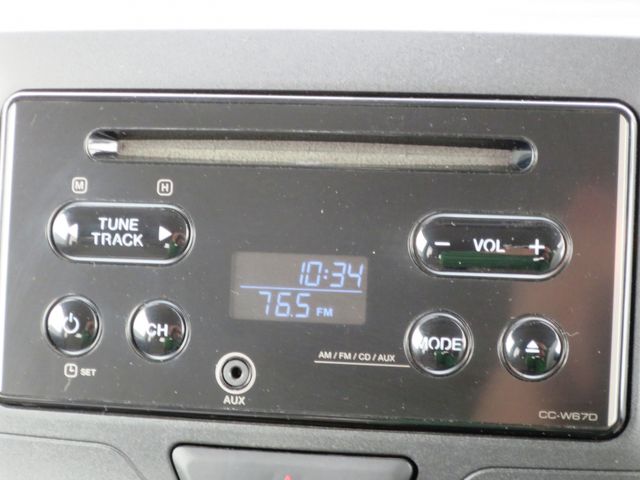 M H
TUNE
TRACK
− VOL +
10:34
76.5 FM
CH
MODE
AM / FM / CD / AUX
SET
AUX
CC-W67D